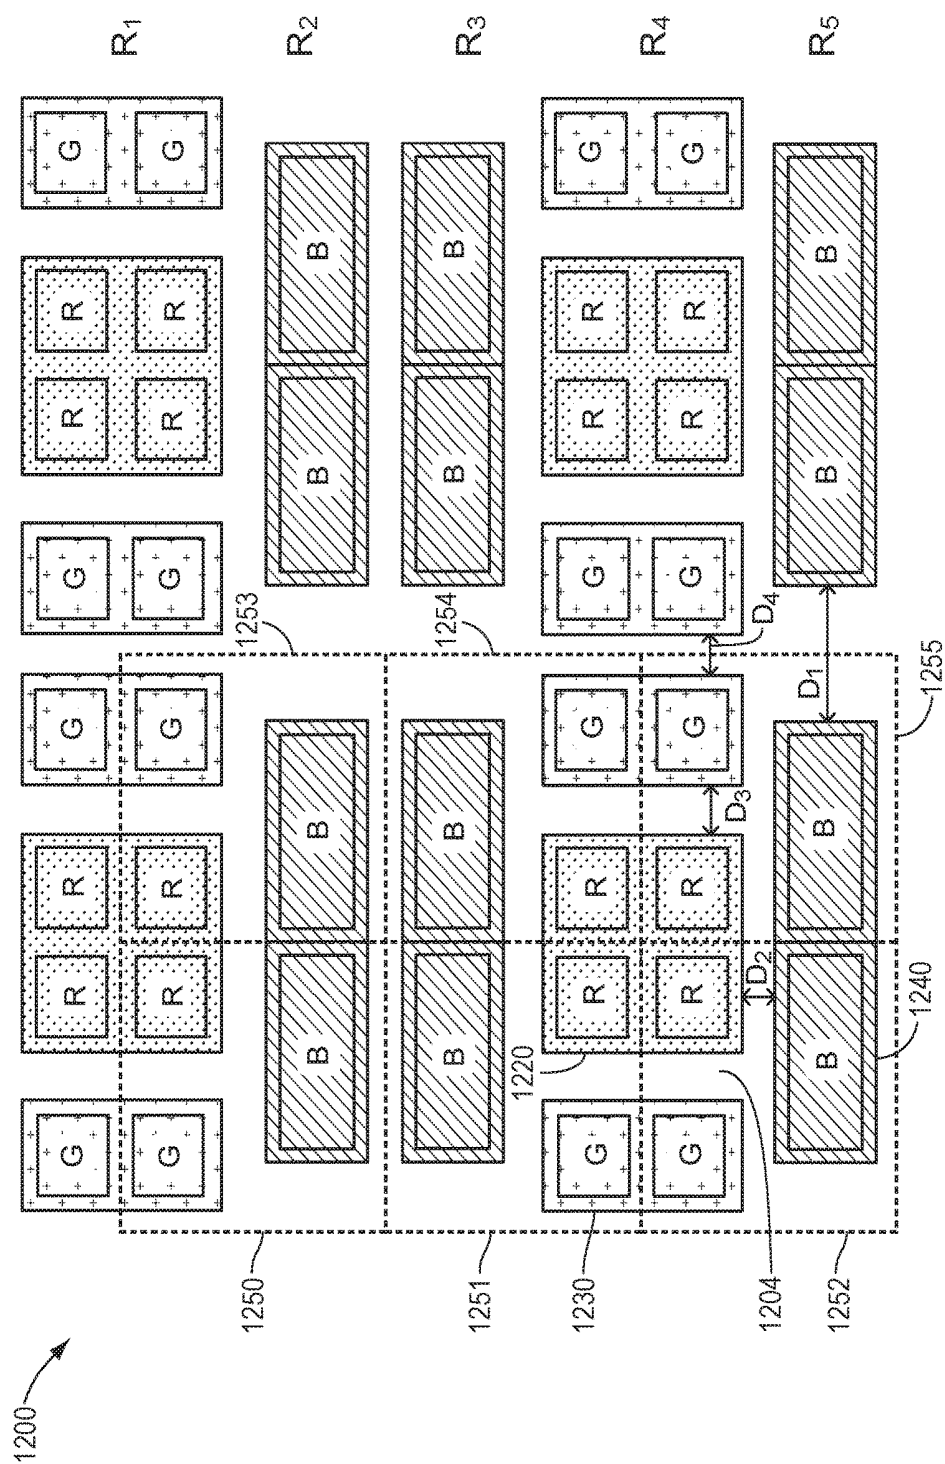 1200
G R R G G R R G
R₁
G R R G G R R G
1250
1253
B B B B
R₂
1254
B B B B
R₃
1251
1220
1230
G R R G G R R G
R₄
G R R G G R R G
D₃
D₂
D₄
1204
D₁
B B B B
R₅
1252
1240
1255